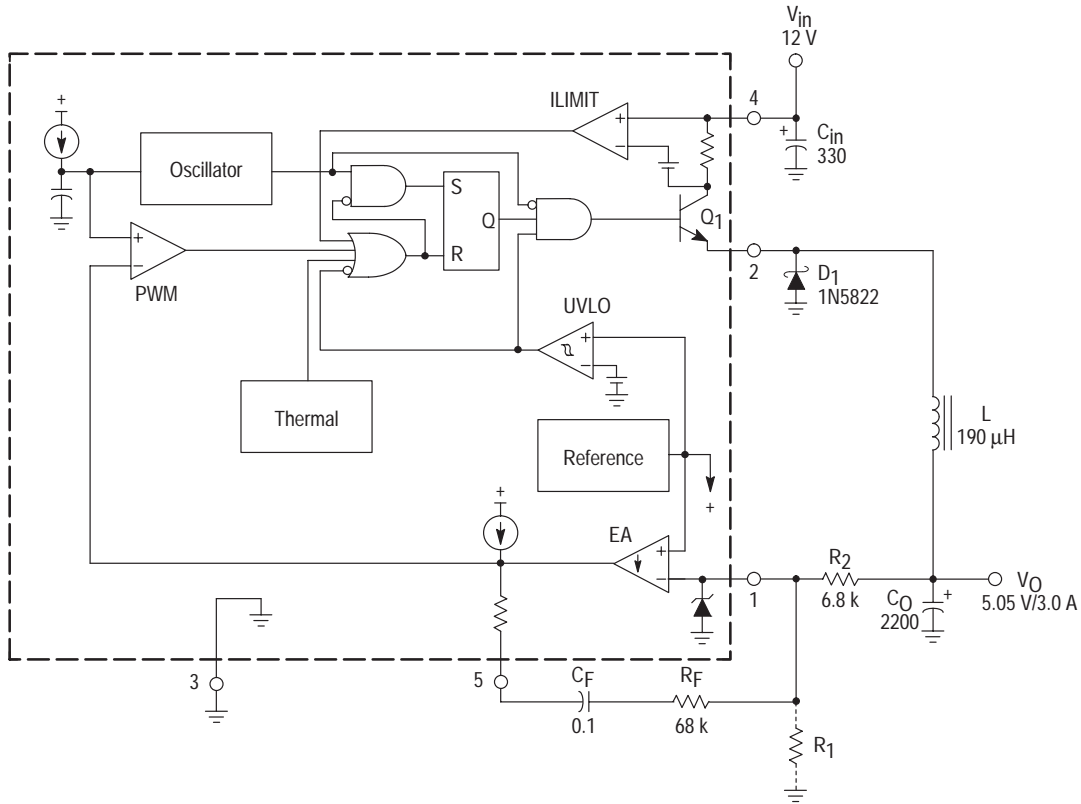 Vin
12 V
4
+
Cin
330
ILIMIT
+
–
+
Oscillator
S
Q
R
Q1
+
–
PWM
2
D1
1N5822
UVLO
+
–
Thermal
L
190 µH
Reference
+
+
EA
+
–
1
R2
6.8 k
CO
2200
+
VO
5.05 V/3.0 A
3
5
CF
0.1
RF
68 k
R1